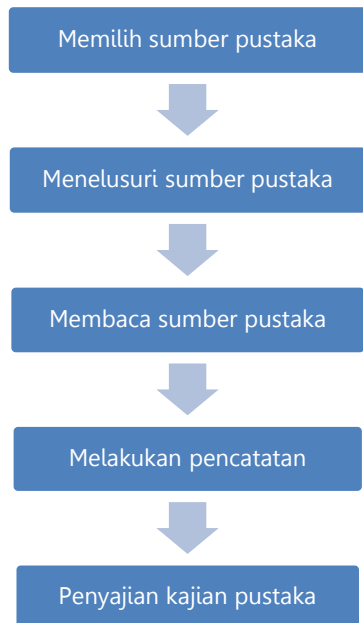 Memilih sumber pustaka
Menelusuri sumber pustaka
Membaca sumber pustaka
Melakukan pencatatan
Penyajian kajian pustaka